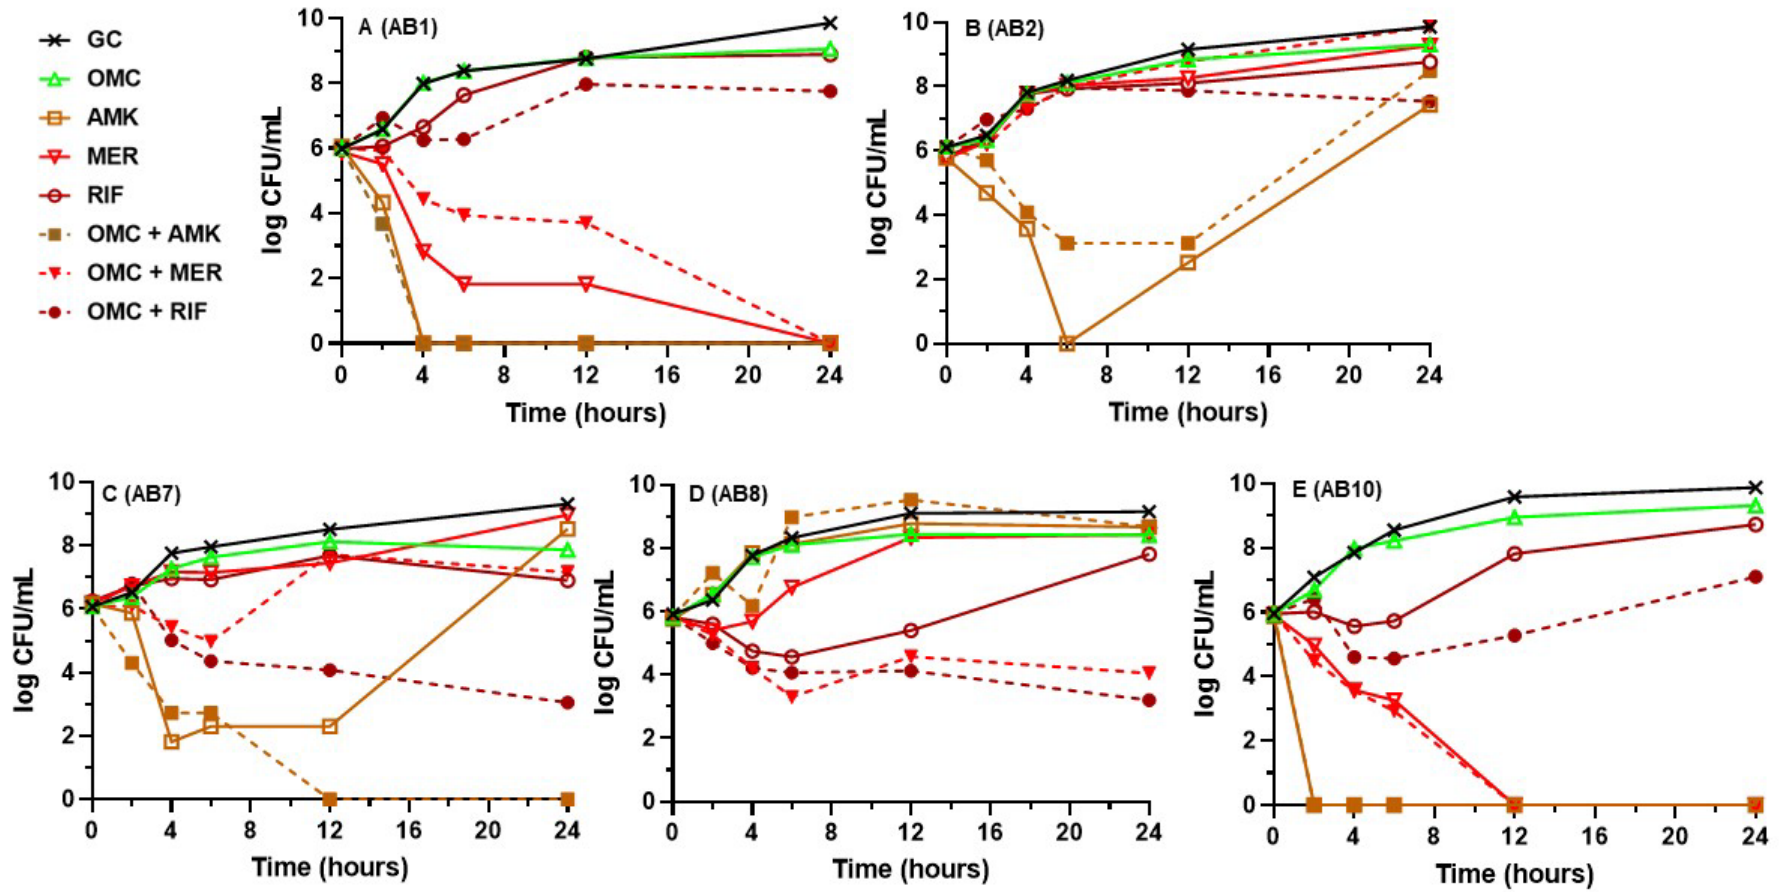 GC
OMC
AMK
MER
RIF
OMC + AMK
OMC + MER
OMC + RIF
A (AB1)
10
8
6
4
2
0
log CFU/mL
0 4 8 12 16 20 24
Time (hours)
B (AB2)
10
8
6
4
2
0
log CFU/mL
0 4 8 12 16 20 24
Time (hours)
C (AB7)
10
8
6
4
2
0
log CFU/mL
0 4 8 12 16 20 24
Time (hours)
D (AB8)
10
8
6
4
2
0
log CFU/mL
0 4 8 12 16 20 24
Time (hours)
E (AB10)
10
8
6
4
2
0
log CFU/mL
0 4 8 12 16 20 24
Time (hours)